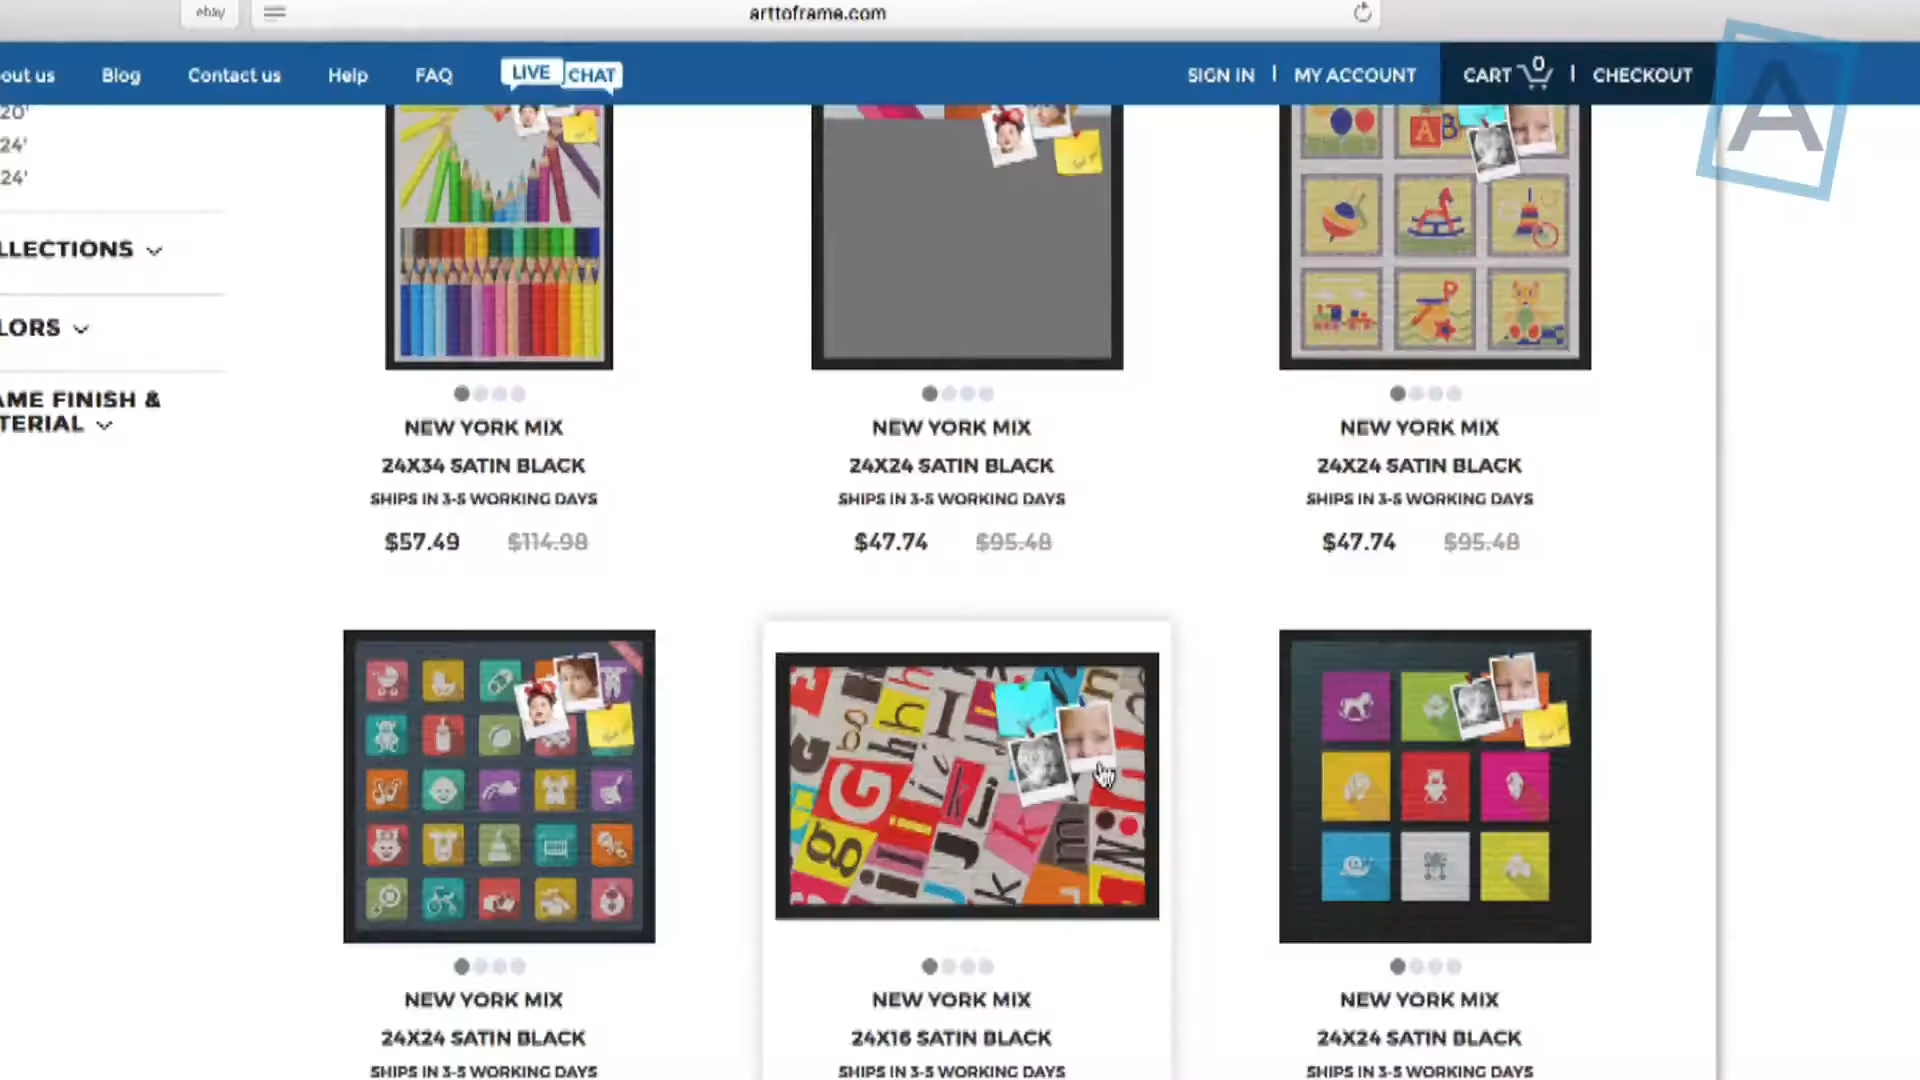 ebay
arttoframe.com
out us Blog Contact us Help FAQ LIVE CHAT SIGN IN | MY ACCOUNT CART 0 | CHECKOUT
A
20'
24'
24'
LLECTIONS
LORS
AME FINISH &
TERIAL
NEW YORK MIX
24X34 SATIN BLACK
SHIPS IN 3-5 WORKING DAYS
$57.49 $114.98
NEW YORK MIX
24X24 SATIN BLACK
SHIPS IN 3-5 WORKING DAYS
$47.74 $95.48
NEW YORK MIX
24X24 SATIN BLACK
SHIPS IN 3-5 WORKING DAYS
$47.74 $95.48
NEW YORK MIX
24X24 SATIN BLACK
SHIPS IN 3-5 WORKING DAYS
NEW YORK MIX
24X16 SATIN BLACK
SHIPS IN 3-5 WORKING DAYS
NEW YORK MIX
24X24 SATIN BLACK
SHIPS IN 3-5 WORKING DAYS